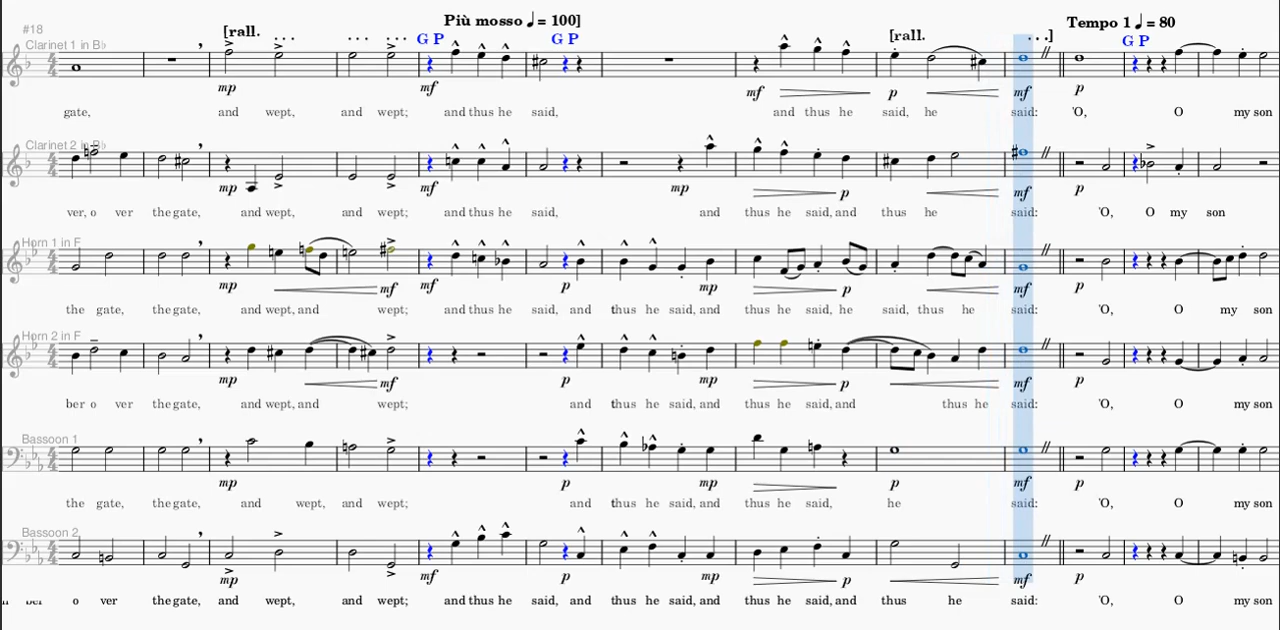 Più mosso ♩ = 100]
Tempo 1 ♩ = 80
#18
[rall.
. . .   . . .   . . .
G P
G P
[rall.
. . .]
G P
Clarinet 1 in B♭
mp mf mf p mf p
gate, and wept, and wept; and thus he said, and thus he said, he said: 'O, O my son
Clarinet 2 in B♭
mp mf mp p mf p
ver, o ver the gate, and wept, and wept; and thus he said, and thus he said, and thus he said: 'O, O my son
Horn 1 in F
mp mf mf p mp p mf p
the gate, the gate, and wept, and wept; and thus he said, and thus he said, and thus he said, he said, thus he said: 'O, O my son
Horn 2 in F
mp mf p mp p mf p
ber o ver the gate, and wept, and wept; and thus he said, and thus he said, and thus he said: 'O, O my son
Bassoon 1
mp p mp p mf p
the gate, the gate, and wept, and wept; and thus he said, and thus he said, he said: 'O, O my son
Bassoon 2
mp mf p mp p mf p
o ver the gate, and wept, and wept; and thus he said, and thus he said, and thus he said, and thus he said: 'O, O my son